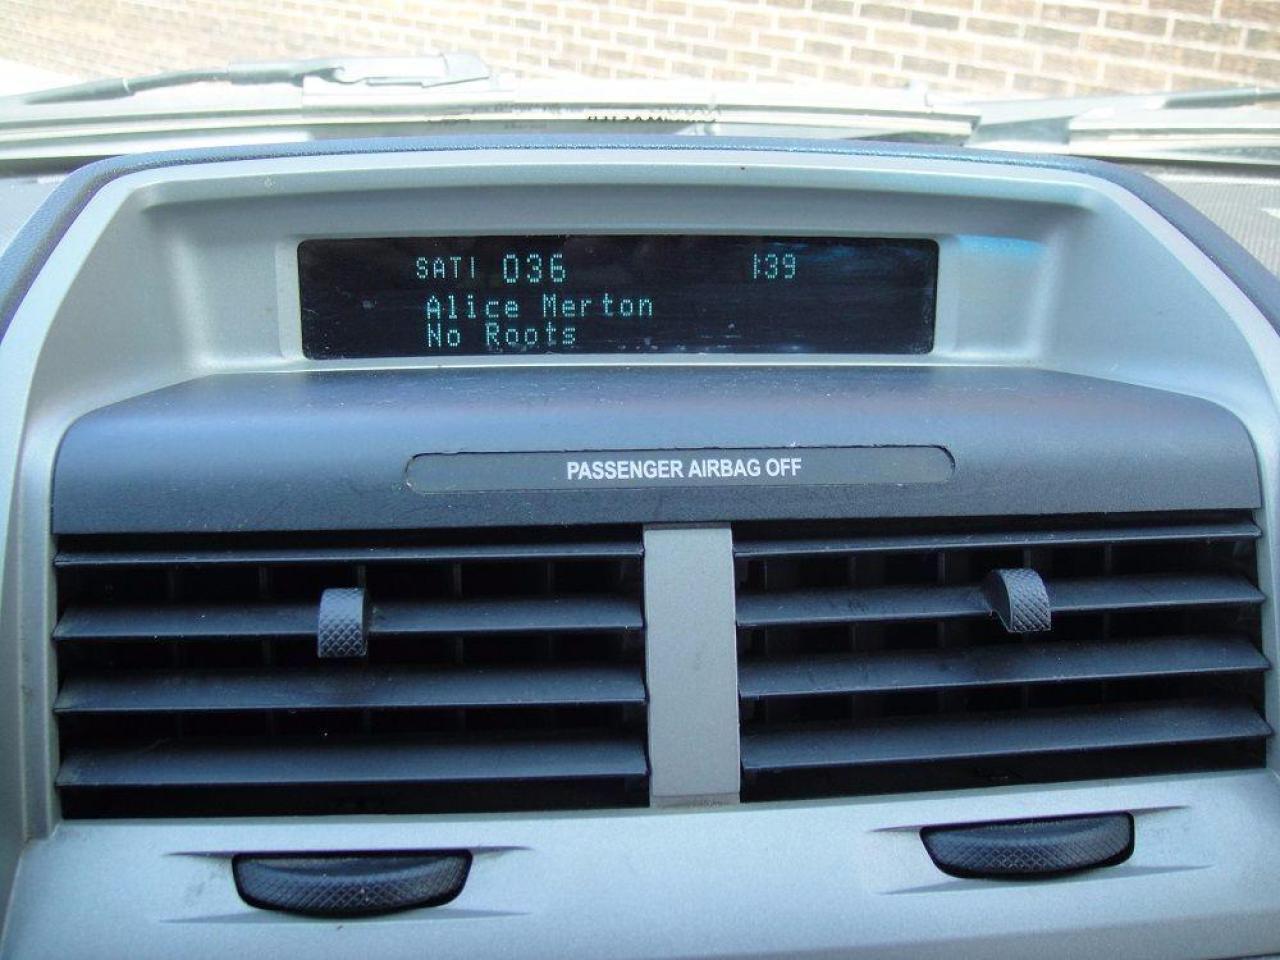 SAT1 036 1:39
Alice Merton
No Roots
PASSENGER AIRBAG OFF